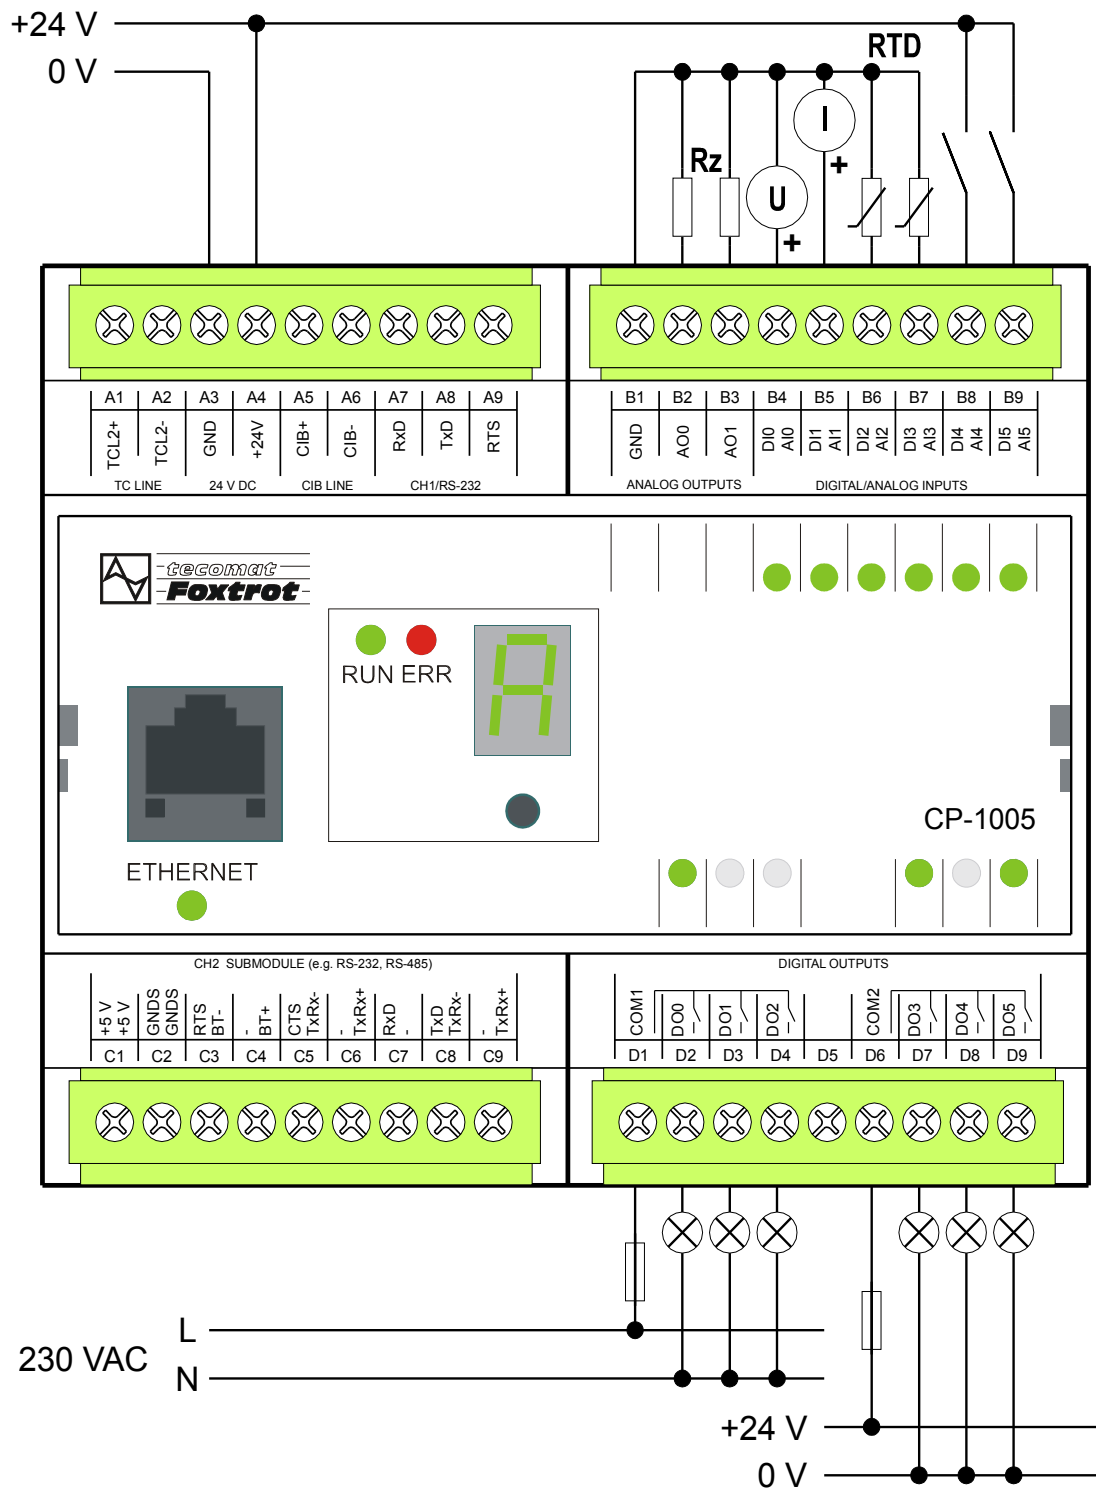 +24 V
0 V
RTD
I
+
Rz
U
+
A1 A2 A3 A4 A5 A6 A7 A8 A9
TCL2+ TCL2- GND +24V CIB+ CIB- RxD TxD RTS
TC LINE 24 V DC CIB LINE CH1/RS-232
B1 B2 B3 B4 B5 B6 B7 B8 B9
GND AO0 AO1 DI0 AI0 DI1 AI1 DI2 AI2 DI3 AI3 DI4 AI4 DI5 AI5
ANALOG OUTPUTS DIGITAL/ANALOG INPUTS
tecomat
Foxtrot
RUN ERR
A
ETHERNET
CP-1005
CH2 SUBMODULE (e.g. RS-232, RS-485)
+5 V +5 V GNDS GNDS RTS BT- - BT+ CTS TxRx- - TxRx+ RxD - TxD TxRx- - TxRx+
C1 C2 C3 C4 C5 C6 C7 C8 C9
DIGITAL OUTPUTS
COM1 DO0 DO1 DO2 COM2 DO3 DO4 DO5
D1 D2 D3 D4 D5 D6 D7 D8 D9
L
230 VAC
N
+24 V
0 V